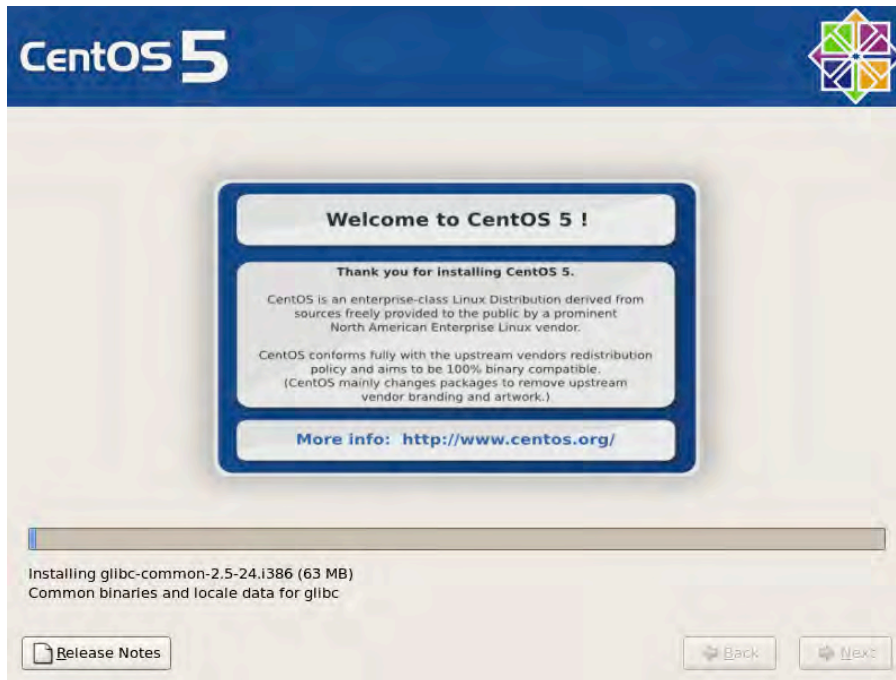 CentOS 5
Welcome to CentOS 5 !
Thank you for installing CentOS 5.
CentOS is an enterprise-class Linux Distribution derived from
sources freely provided to the public by a prominent
North American Enterprise Linux vendor.
CentOS conforms fully with the upstream vendors redistribution
policy and aims to be 100% binary compatible.
(CentOS mainly changes packages to remove upstream
vendor branding and artwork.)
More info: http://www.centos.org/
Installing glibc-common-2.5-24.i386 (63 MB)
Common binaries and locale data for glibc
Release Notes
Back
Next